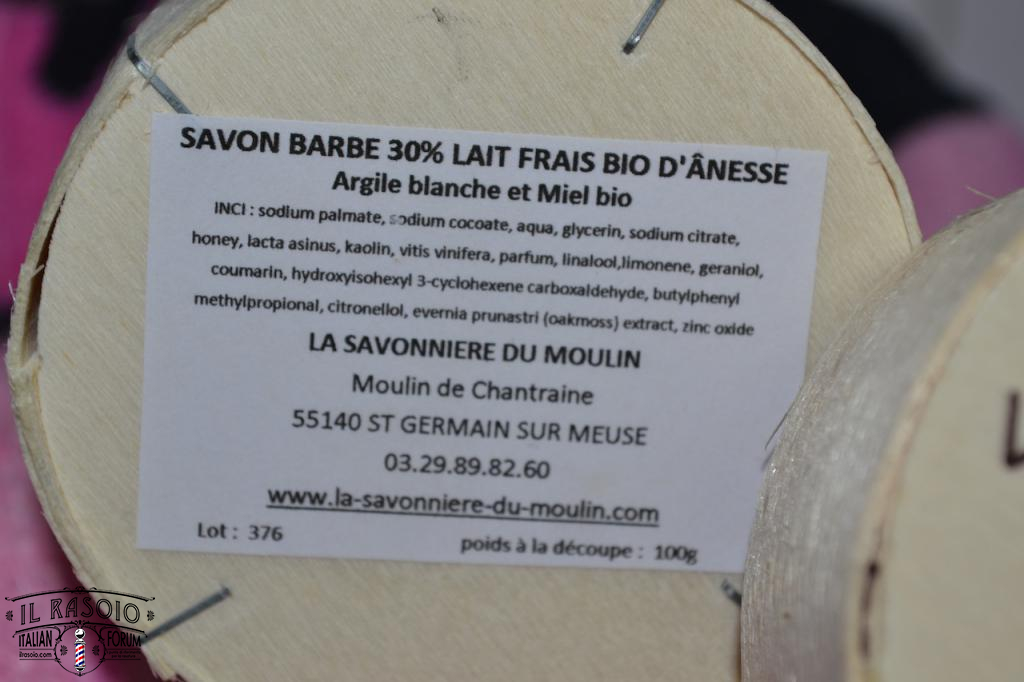 SAVON BARBE 30% LAIT FRAIS BIO D'ÂNESSE
Argile blanche et Miel bio
INCI : sodium palmate, sodium cocoate, aqua, glycerin, sodium citrate,
honey, lacta asinus, kaolin, vitis vinifera, parfum, linalool,limonene, geraniol,
coumarin, hydroxyisohexyl 3-cyclohexene carboxaldehyde, butylphenyl
methylpropional, citronellol, evernia prunastri (oakmoss) extract, zinc oxide
LA SAVONNIERE DU MOULIN
Moulin de Chantraine
55140 ST GERMAIN SUR MEUSE
03.29.89.82.60
www.la-savonniere-du-moulin.com
Lot : 376
poids à la découpe : 100g
IL RASOIO
ITALIAN FORUM
ilrasoio.com